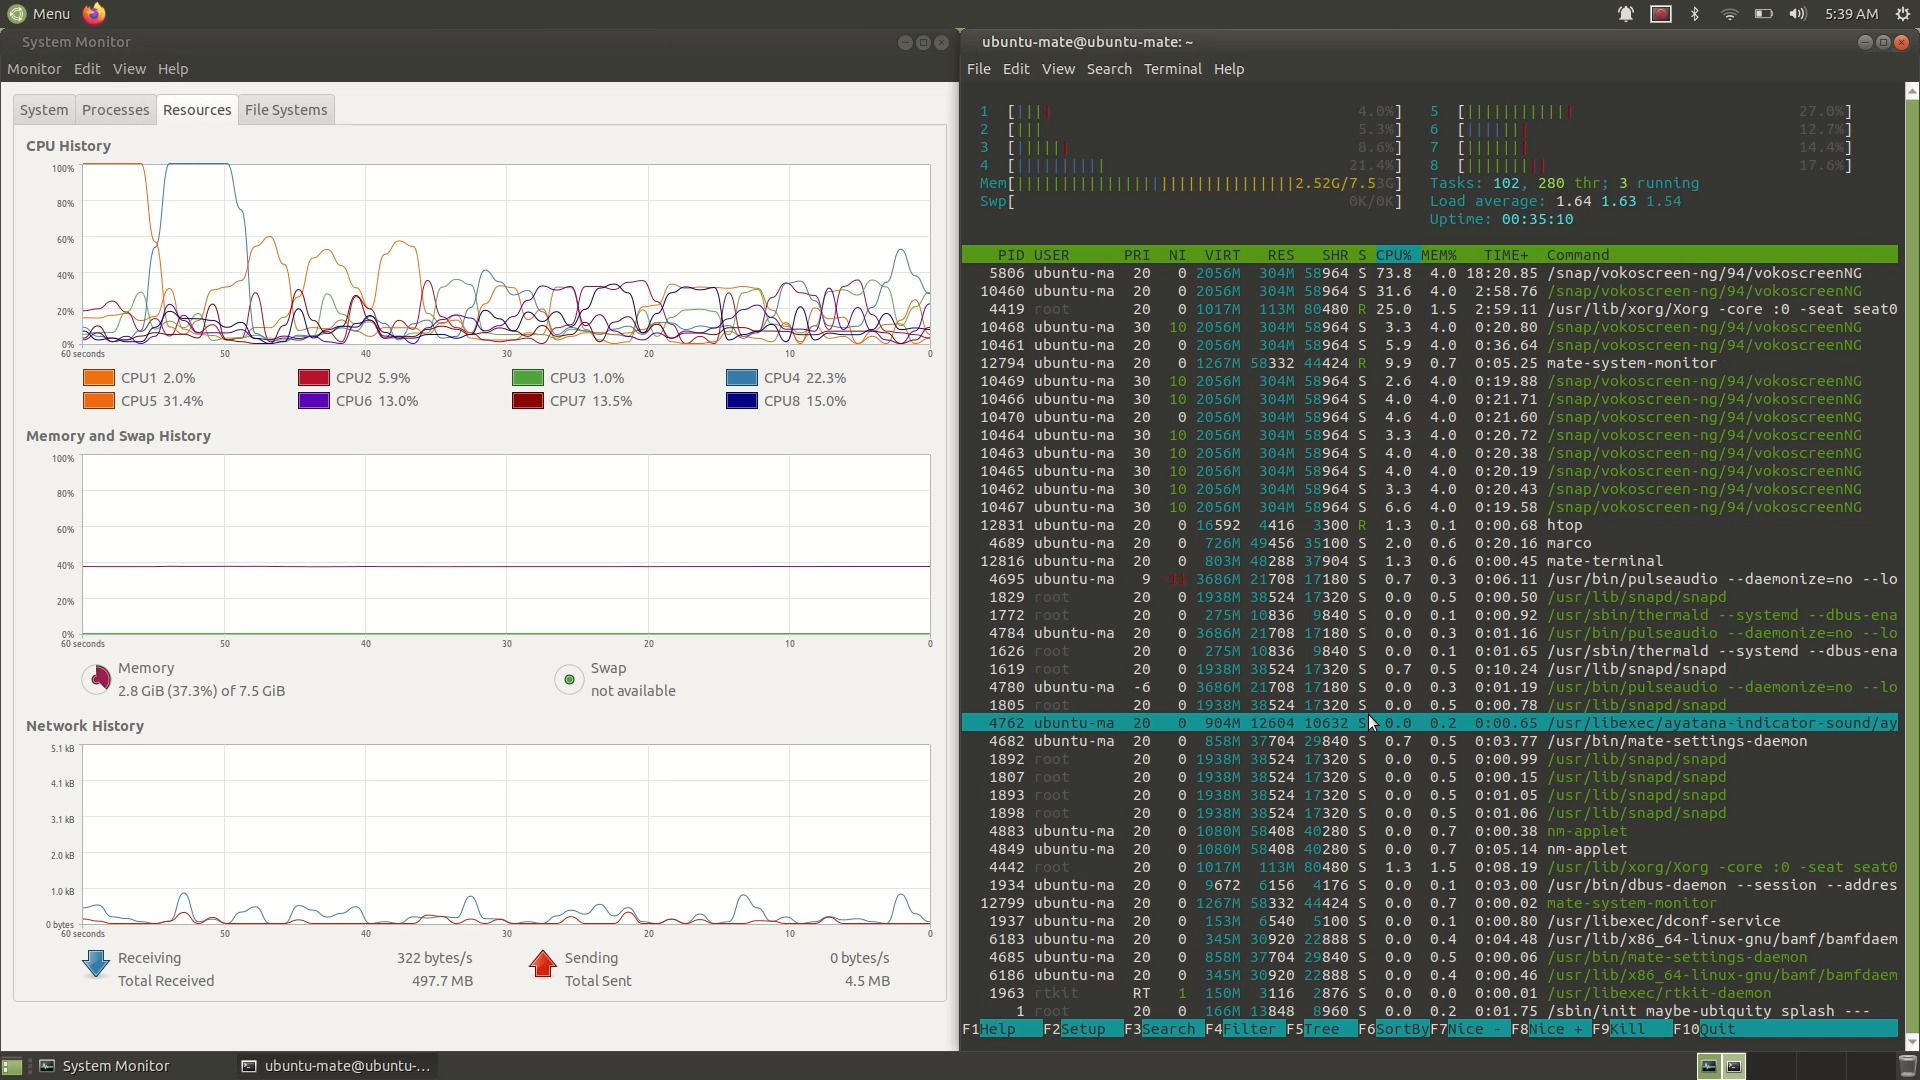 Menu
5:39 AM
System Monitor
Monitor Edit View Help
System Processes Resources File Systems
CPU History
100%
80%
60%
40%
20%
0%
60 seconds 50 40 30 20 10 0
CPU1 2.0% CPU2 5.9% CPU3 1.0% CPU4 22.3%
CPU5 31.4% CPU6 13.0% CPU7 13.5% CPU8 15.0%
Memory and Swap History
100%
80%
60%
40%
20%
0%
60 seconds 50 40 30 20 10 0
Memory
2.8 GiB (37.3%) of 7.5 GiB
Swap
not available
Network History
5.1 kB
4.1 kB
3.1 kB
2.0 kB
1.0 kB
0 bytes
60 seconds 50 40 30 20 10 0
Receiving 322 bytes/s Sending 0 bytes/s
Total Received 497.7 MB Total Sent 4.5 MB
ubuntu-mate@ubuntu-mate: ~
File Edit View Search Terminal Help
1 [|||| 4.0%] 5 [|||||||||||| 27.0%]
2 [||| 5.3%] 6 [||||||| 12.7%]
3 [|||||| 8.6%] 7 [||||||| 14.4%]
4 [|||||||||| 21.4%] 8 [||||||||| 17.6%]
Mem[|||||||||||||||||||||||||||||||2.52G/7.53G] Tasks: 102, 280 thr; 3 running
Swp[ 0K/0K] Load average: 1.64 1.63 1.54
Uptime: 00:35:10
PID USER PRI NI VIRT RES SHR S CPU% MEM% TIME+ Command
5806 ubuntu-ma 20 0 2056M 304M 58964 S 73.8 4.0 18:20.85 /snap/vokoscreen-ng/94/vokoscreenNG
10460 ubuntu-ma 20 0 2056M 304M 58964 S 31.6 4.0 2:58.76 /snap/vokoscreen-ng/94/vokoscreenNG
4419 root 20 0 1017M 113M 80480 R 25.0 1.5 2:59.11 /usr/lib/xorg/Xorg -core :0 -seat seat0
10468 ubuntu-ma 30 10 2056M 304M 58964 S 3.3 4.0 0:20.80 /snap/vokoscreen-ng/94/vokoscreenNG
10461 ubuntu-ma 20 0 2056M 304M 58964 S 5.9 4.0 0:36.64 /snap/vokoscreen-ng/94/vokoscreenNG
12794 ubuntu-ma 20 0 1267M 58332 44424 R 9.9 0.7 0:05.25 mate-system-monitor
10469 ubuntu-ma 30 10 2056M 304M 58964 S 2.6 4.0 0:19.88 /snap/vokoscreen-ng/94/vokoscreenNG
10466 ubuntu-ma 30 10 2056M 304M 58964 S 4.0 4.0 0:21.71 /snap/vokoscreen-ng/94/vokoscreenNG
10470 ubuntu-ma 20 0 2056M 304M 58964 S 4.6 4.0 0:21.60 /snap/vokoscreen-ng/94/vokoscreenNG
10464 ubuntu-ma 30 10 2056M 304M 58964 S 3.3 4.0 0:20.72 /snap/vokoscreen-ng/94/vokoscreenNG
10463 ubuntu-ma 30 10 2056M 304M 58964 S 4.0 4.0 0:20.38 /snap/vokoscreen-ng/94/vokoscreenNG
10465 ubuntu-ma 30 10 2056M 304M 58964 S 4.0 4.0 0:20.19 /snap/vokoscreen-ng/94/vokoscreenNG
10462 ubuntu-ma 30 10 2056M 304M 58964 S 3.3 4.0 0:20.43 /snap/vokoscreen-ng/94/vokoscreenNG
10467 ubuntu-ma 30 10 2056M 304M 58964 S 6.6 4.0 0:19.58 /snap/vokoscreen-ng/94/vokoscreenNG
12831 ubuntu-ma 20 0 16592 4416 3300 R 1.3 0.1 0:00.68 htop
4689 ubuntu-ma 20 0 726M 49456 35100 S 2.0 0.6 0:20.16 marco
12816 ubuntu-ma 20 0 803M 48288 37904 S 1.3 0.6 0:00.45 mate-terminal
4695 ubuntu-ma 9 -11 3686M 21708 17180 S 0.7 0.3 0:06.11 /usr/bin/pulseaudio --daemonize=no --lo
1829 root 20 0 1938M 38524 17320 S 0.0 0.5 0:00.50 /usr/lib/snapd/snapd
1772 root 20 0 275M 10836 9840 S 0.0 0.1 0:00.92 /usr/sbin/thermald --systemd --dbus-ena
4784 ubuntu-ma 20 0 3686M 21708 17180 S 0.0 0.3 0:01.16 /usr/bin/pulseaudio --daemonize=no --lo
1626 root 20 0 275M 10836 9840 S 0.0 0.1 0:01.65 /usr/sbin/thermald --systemd --dbus-ena
1619 root 20 0 1938M 38524 17320 S 0.7 0.5 0:10.24 /usr/lib/snapd/snapd
4780 ubuntu-ma -6 0 3686M 21708 17180 S 0.0 0.3 0:01.19 /usr/bin/pulseaudio --daemonize=no --lo
1805 root 20 0 1938M 38524 17320 S 0.0 0.5 0:00.78 /usr/lib/snapd/snapd
4762 ubuntu-ma 20 0 904M 12604 10632 S 0.0 0.2 0:00.65 /usr/libexec/ayatana-indicator-sound/ay
4682 ubuntu-ma 20 0 858M 37704 29840 S 0.7 0.5 0:03.77 /usr/bin/mate-settings-daemon
1892 root 20 0 1938M 38524 17320 S 0.0 0.5 0:00.99 /usr/lib/snapd/snapd
1807 root 20 0 1938M 38524 17320 S 0.0 0.5 0:00.15 /usr/lib/snapd/snapd
1893 root 20 0 1938M 38524 17320 S 0.0 0.5 0:01.05 /usr/lib/snapd/snapd
1898 root 20 0 1938M 38524 17320 S 0.0 0.5 0:01.06 /usr/lib/snapd/snapd
4883 ubuntu-ma 20 0 1080M 58408 40280 S 0.0 0.7 0:00.38 nm-applet
4849 ubuntu-ma 20 0 1080M 58408 40280 S 0.0 0.7 0:05.14 nm-applet
4442 root 20 0 1017M 113M 80480 S 1.3 1.5 0:08.19 /usr/lib/xorg/Xorg -core :0 -seat seat0
1934 ubuntu-ma 20 0 9672 6156 4176 S 0.0 0.1 0:03.00 /usr/bin/dbus-daemon --session --addres
12799 ubuntu-ma 20 0 1267M 58332 44424 S 0.0 0.7 0:00.02 mate-system-monitor
1937 ubuntu-ma 20 0 153M 6540 5100 S 0.0 0.1 0:00.80 /usr/libexec/dconf-service
6183 ubuntu-ma 20 0 345M 30920 22888 S 0.0 0.4 0:04.48 /usr/lib/x86_64-linux-gnu/bamf/bamfdaem
4685 ubuntu-ma 20 0 858M 37704 29840 S 0.0 0.5 0:00.06 /usr/bin/mate-settings-daemon
6186 ubuntu-ma 20 0 345M 30920 22888 S 0.0 0.4 0:00.46 /usr/lib/x86_64-linux-gnu/bamf/bamfdaem
1963 rtkit RT 1 150M 3116 2876 S 0.0 0.0 0:00.01 /usr/libexec/rtkit-daemon
1 root 20 0 166M 13848 8960 S 0.0 0.2 0:01.75 /sbin/init maybe-ubiquity splash ---
F1Help F2Setup F3Search F4Filter F5Tree F6SortBy F7Nice - F8Nice + F9Kill F10Quit
System Monitor ubuntu-mate@ubuntu-...